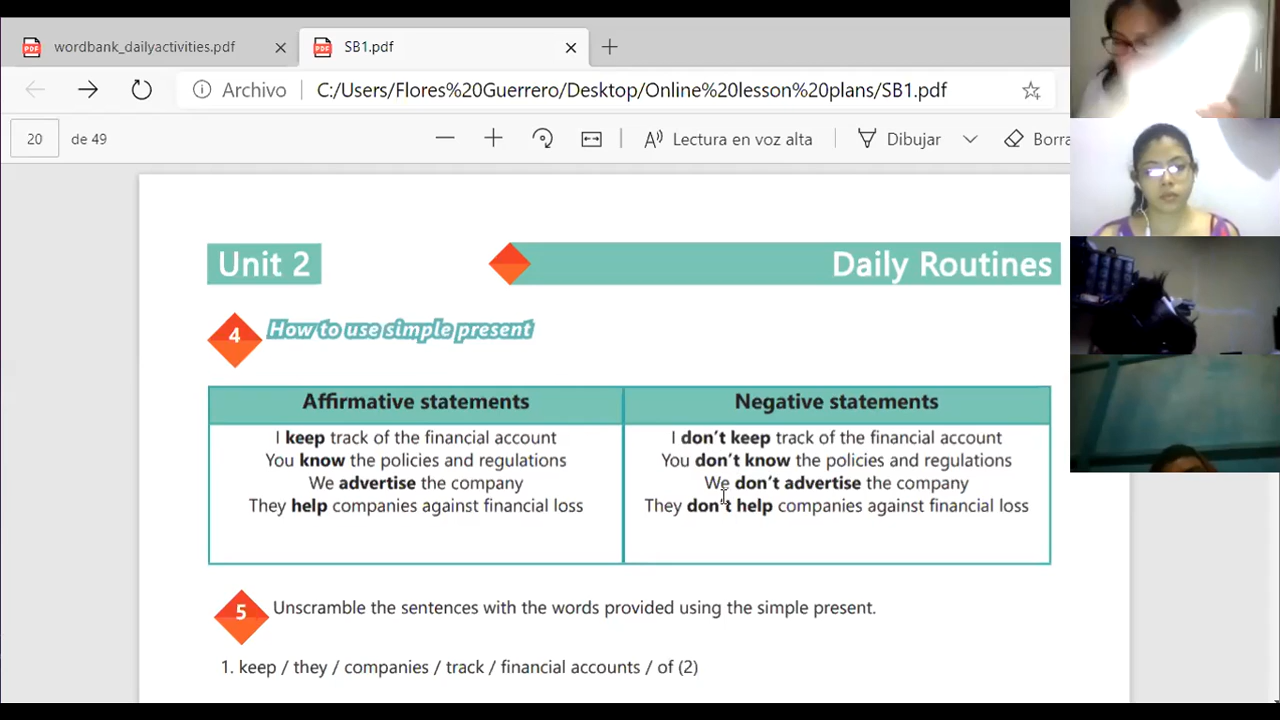 wordbank_dailyactivities.pdf
SB1.pdf
Archivo
C:/Users/Flores%20Guerrero/Desktop/Online%20lesson%20plans/SB1.pdf
20 de 49
Lectura en voz alta
Dibujar
Borra
Unit 2
Daily Routines
4 How to use simple present
Affirmative statements
I keep track of the financial account
You know the policies and regulations
We advertise the company
They help companies against financial loss
Negative statements
I don't keep track of the financial account
You don't know the policies and regulations
We don't advertise the company
They don't help companies against financial loss
5 Unscramble the sentences with the words provided using the simple present.
1. keep / they / companies / track / financial accounts / of (2)